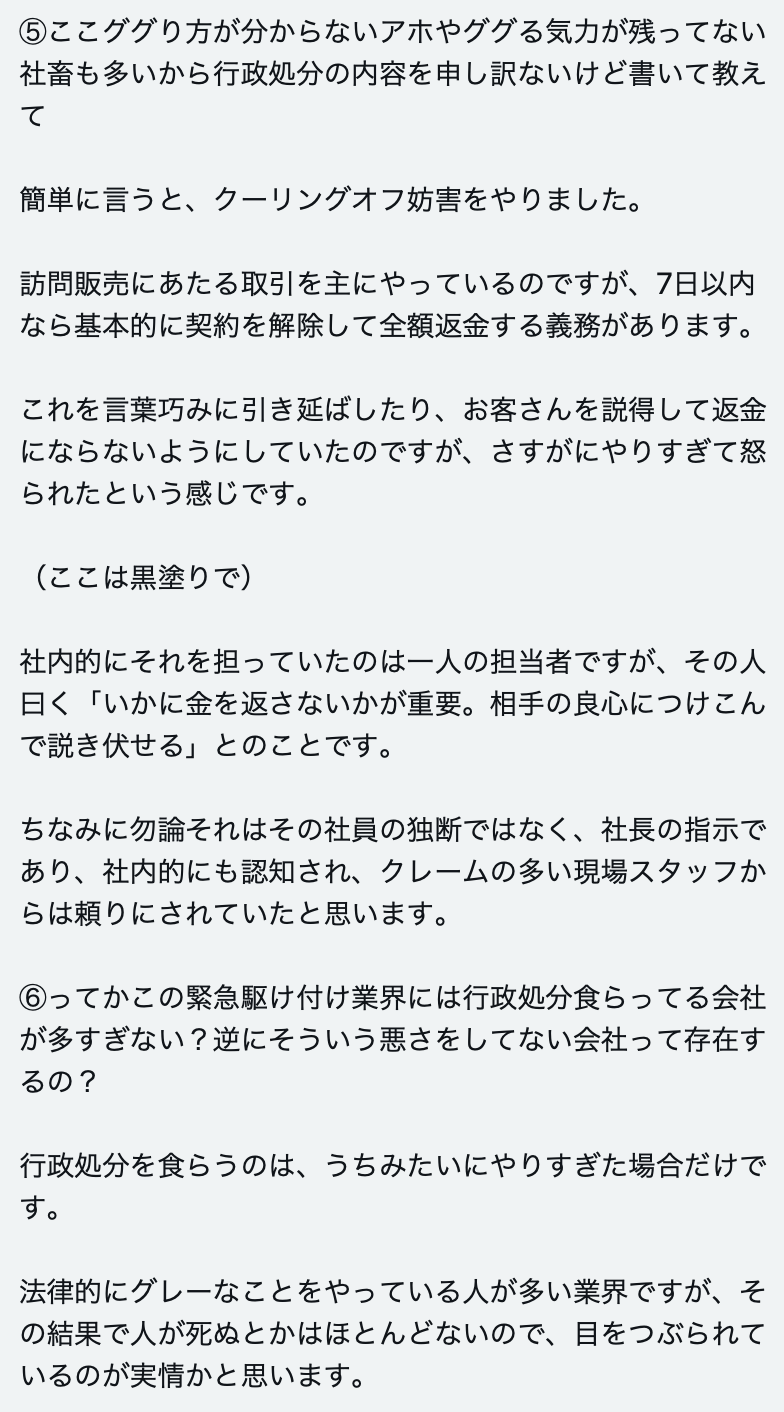 ⑤ここググり方が分からないアホやググる気力が残ってない
社畜も多いから行政処分の内容を申し訳ないけど書いて教え
て
簡単に言うと、クーリングオフ妨害をやりました。
訪問販売にあたる取引を主にやっているのですが、7日以内
なら基本的に契約を解除して全額返金する義務があります。
これを言葉巧みに引き延ばしたり、お客さんを説得して返金
にならないようにしていたのですが、さすがにやりすぎて怒
られたという感じです。
（ここは黒塗りで）
社内的にそれを担っていたのは一人の担当者ですが、その人
曰く「いかに金を返さないかが重要。相手の良心につけこん
で説き伏せる」とのことです。
ちなみに勿論それはその社員の独断ではなく、社長の指示で
あり、社内的にも認知され、クレームの多い現場スタッフか
らは頼りにされていたと思います。
⑥ってかこの緊急駆け付け業界には行政処分食らってる会社
が多すぎない？逆にそういう悪さをしてない会社って存在す
るの？
行政処分を食らうのは、うちみたいにやりすぎた場合だけで
す。
法律的にグレーなことをやっている人が多い業界ですが、そ
の結果で人が死ぬとかはほとんどないので、目をつぶられて
いるのが実情かと思います。